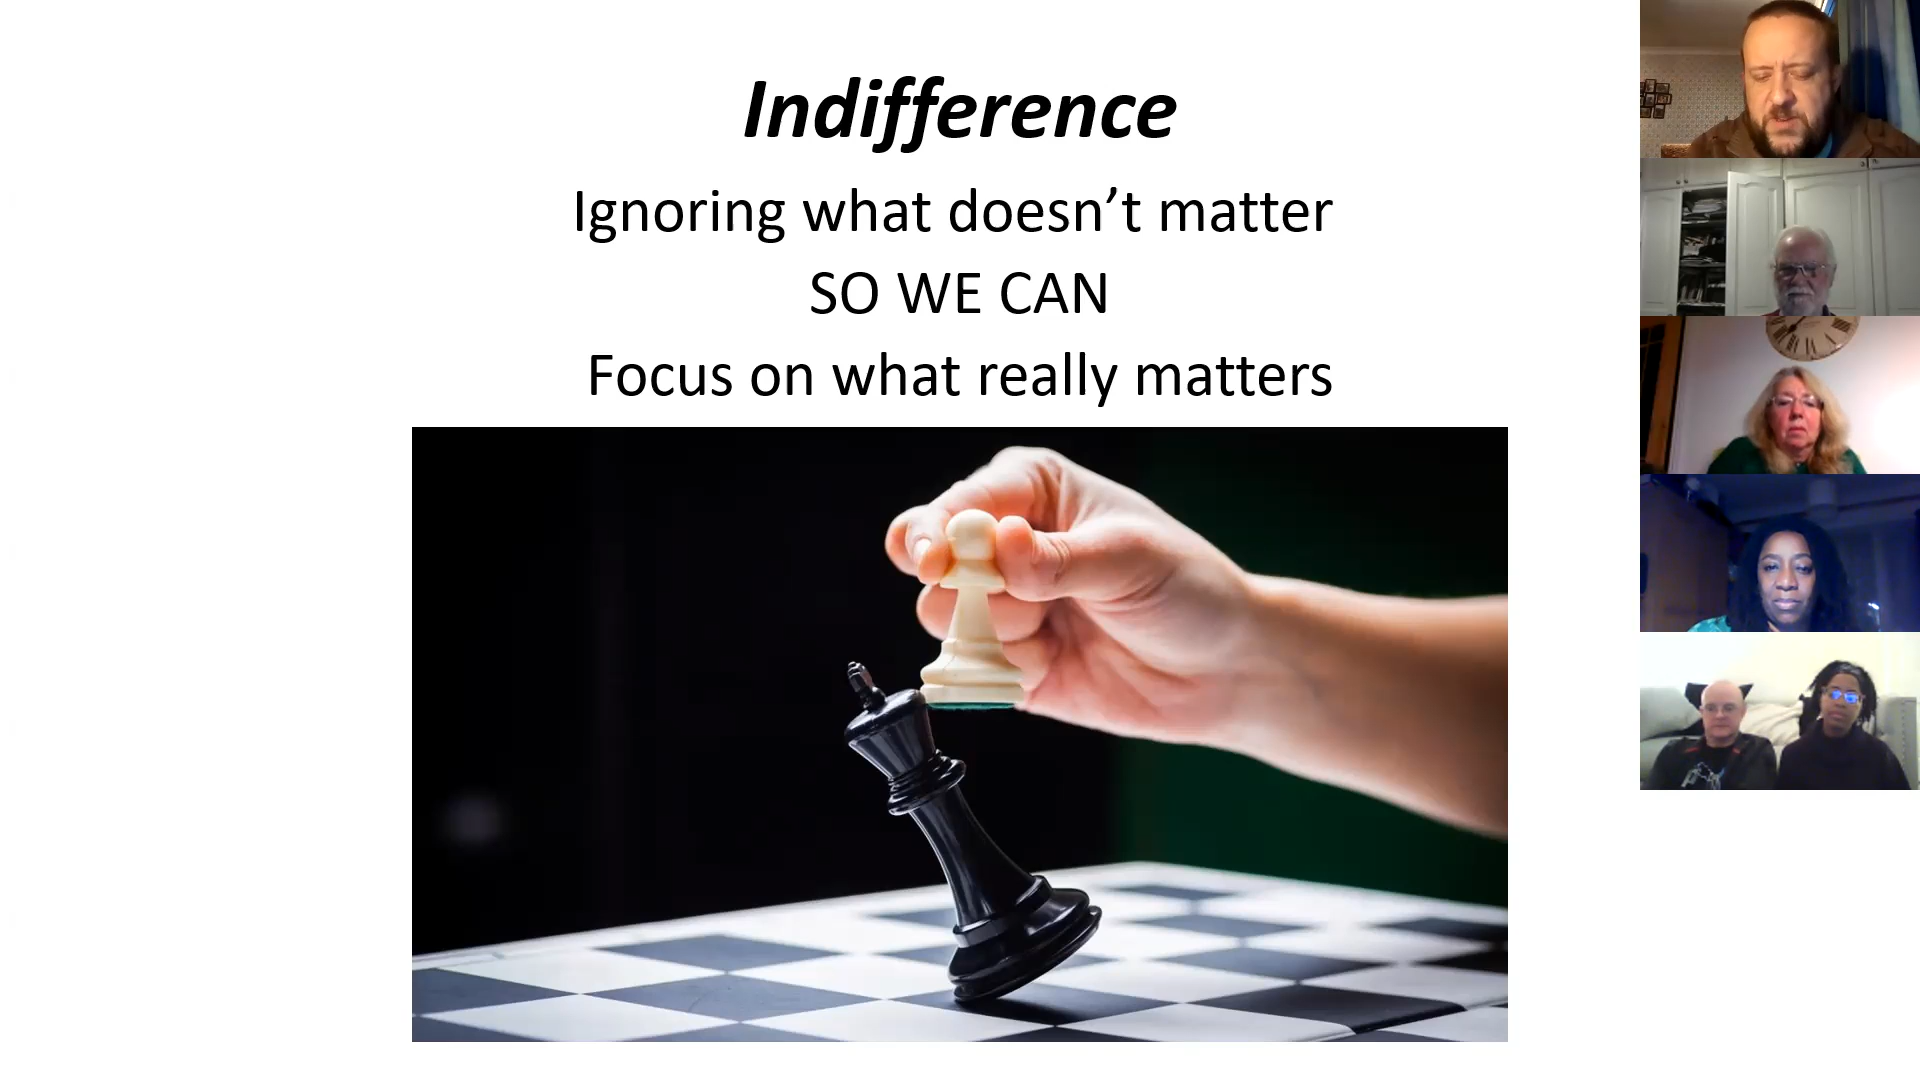 Indifference
Ignoring what doesn’t matter
SO WE CAN
Focus on what really matters